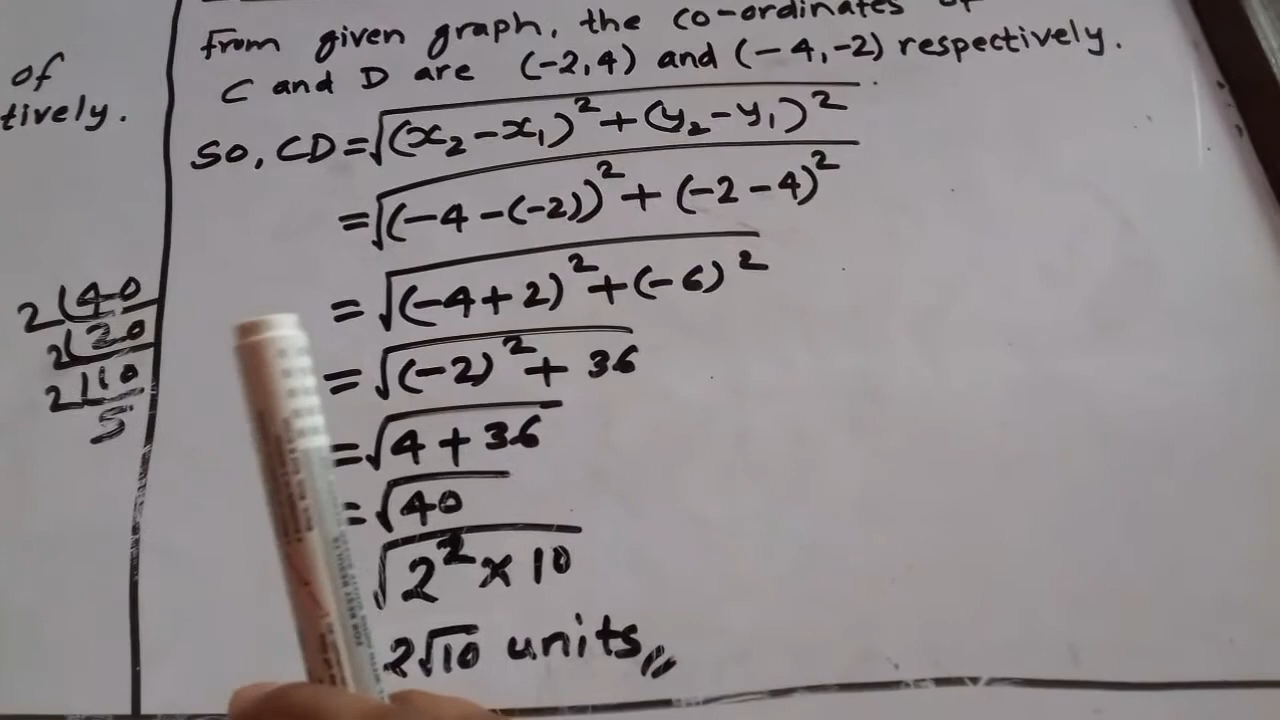 of
tively.
2 40
2 20
2 10
5
From given graph, the co-ordinates of
C and D are (-2,4) and (-4,-2) respectively.
So, CD = √(x₂-x₁)² + (y₂-y₁)²
= √(-4-(-2))² + (-2-4)²
= √(-4+2)² + (-6)²
= √(-2)² + 36
= √4+36
= √40
√2² × 10
2√10 units